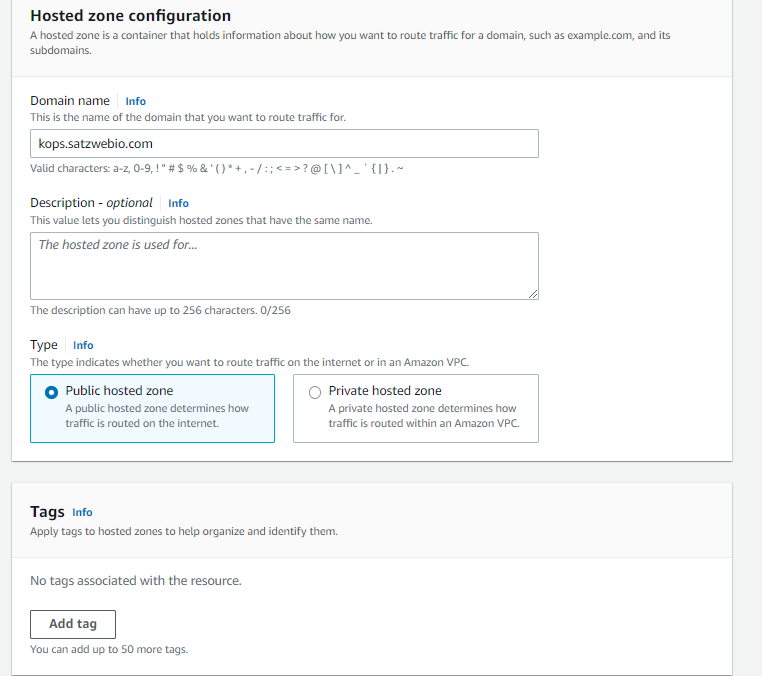 Hosted zone configuration
A hosted zone is a container that holds information about how you want to route traffic for a domain, such as example.com, and its
subdomains.
Domain name Info
This is the name of the domain that you want to route traffic for.
kops.satzwebio.com
Valid characters: a-z, 0-9, ! " # $ % & ' ( ) * + , - / : ; < = > ? @ [ \ ] ^ _ ` { | } . ~
Description - optional Info
This value lets you distinguish hosted zones that have the same name.
The hosted zone is used for...
The description can have up to 256 characters. 0/256
Type Info
The type indicates whether you want to route traffic on the internet or in an Amazon VPC.
Public hosted zone
A public hosted zone determines how
traffic is routed on the internet.
Private hosted zone
A private hosted zone determines how
traffic is routed within an Amazon VPC.
Tags Info
Apply tags to hosted zones to help organize and identify them.
No tags associated with the resource.
Add tag
You can add up to 50 more tags.